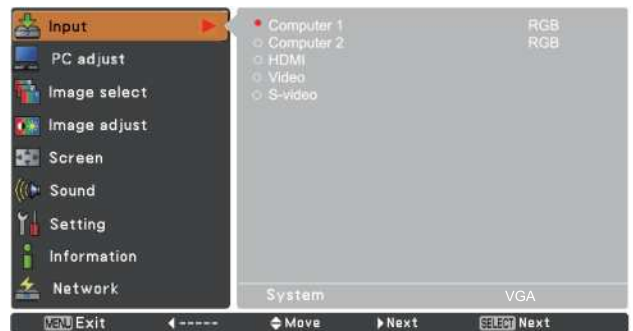 Input
PC adjust
Image select
Image adjust
Screen
Sound
Setting
Information
Network
Computer 1 RGB
Computer 2 RGB
HDMI
Video
S-video
System VGA
MENU Exit ----- Move Next SELECT Next